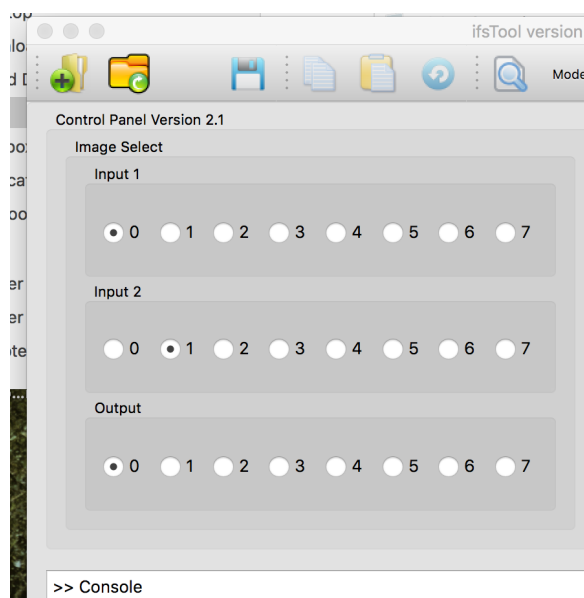 ifsTool version
Mode
Control Panel Version 2.1
Image Select
Input 1
0 1 2 3 4 5 6 7
Input 2
0 1 2 3 4 5 6 7
Output
0 1 2 3 4 5 6 7
>> Console